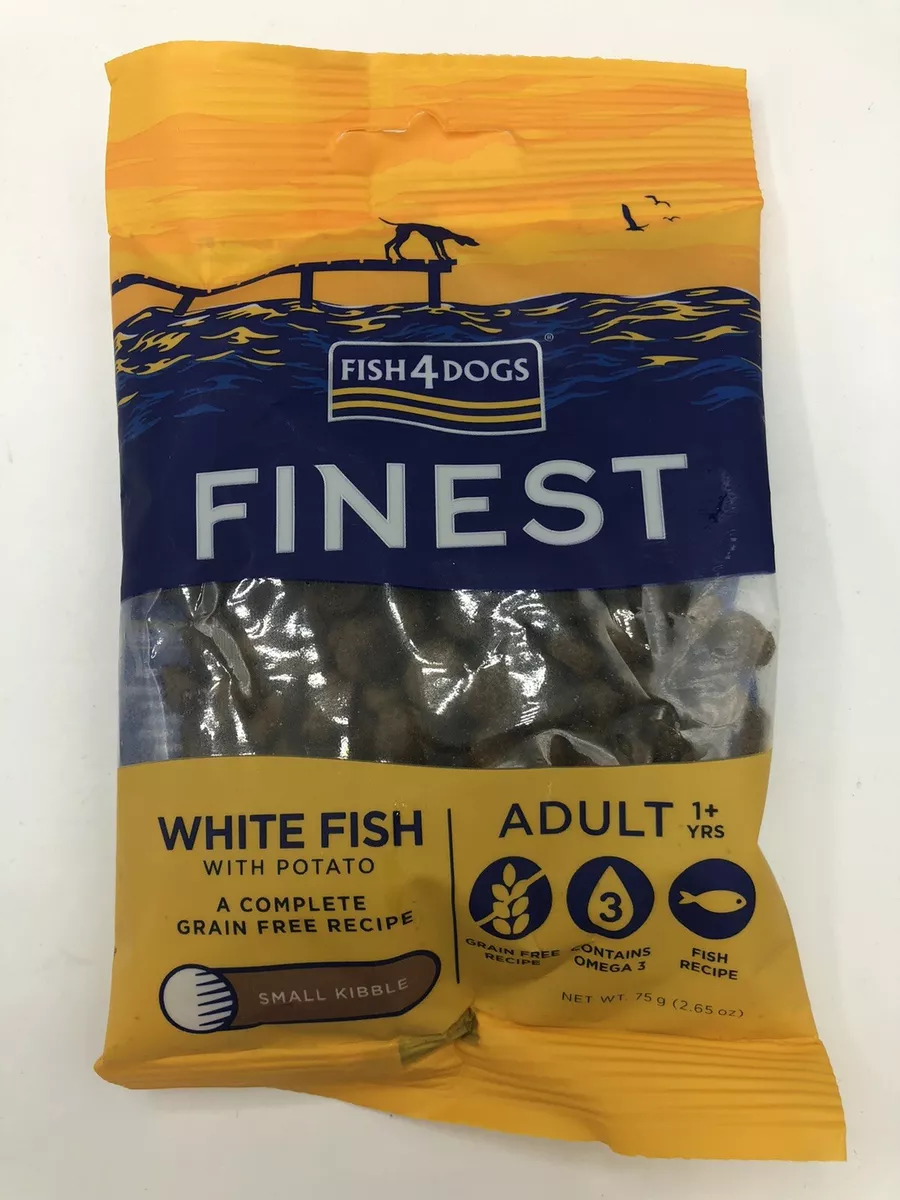 FISH4DOGS®
FINEST
WHITE FISH
WITH POTATO
A COMPLETE
GRAIN FREE RECIPE
SMALL KIBBLE
ADULT 1+ YRS
GRAIN FREE
RECIPE
3
CONTAINS
OMEGA 3
FISH
RECIPE
NET WT. 75g (2.65 oz)